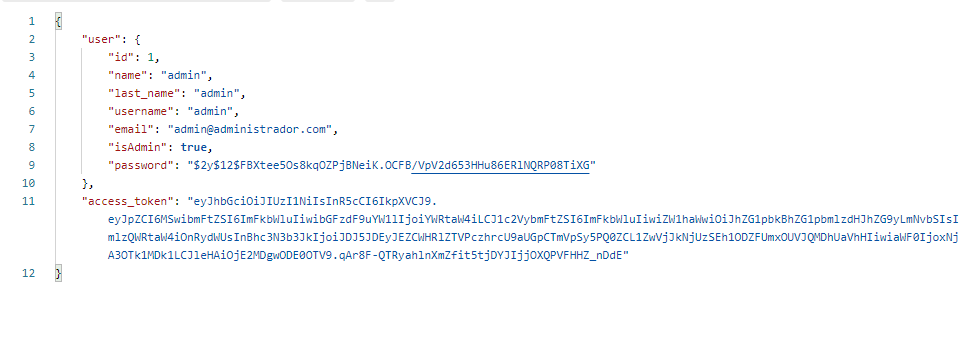 1 {
2 "user": {
3 "id": 1,
4 "name": "admin",
5 "last_name": "admin",
6 "username": "admin",
7 "email": "admin@administrador.com",
8 "isAdmin": true,
9 "password": "$2y$12$FBXtee5Os8kqOZPjBNeiK.OCFB/VpV2d653HHu86ERlNQRP08TiXG"
10 },
11 "access_token": "eyJhbGciOiJIUzI1NiIsInR5cCI6IkpXVCJ9.
eyJpZCI6MSwibmFtZSI6ImFkbWluIiwibGFzdF9uYW1lIjoiYWRtaW4iLCJ1c2VybmFtZSI6ImFkbWluIiwiZW1haWwiOiJhZG1pbkBhZG1pbmlzdHJhZG9yLmNvbSIsI
mlzQWRtaW4iOnRydWUsInBhc3N3b3JkIjoiJDJ5JDEyJEZCWHRlZTVPczhrcU9aUGpCTmVpSy5PQ0ZCL1ZwVjJkNjUzSEh1ODZFUmxOUVJQMDhUaVhHIiwiaWF0IjoxNj
A3OTk1MDk1LCJleHAiOjE2MDgwODE0OTV9.qAr8F-QTRyahlnXmZfit5tjDYJIjjOXQPVFHHZ_nDdE"
12 }